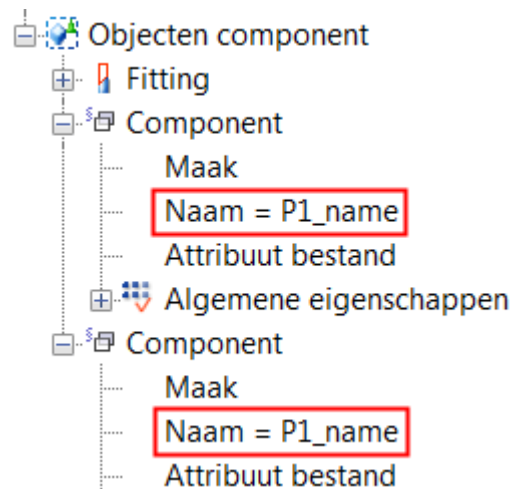 Objecten component
Fitting
Component
Maak
Naam = P1_name
Attribuut bestand
Algemene eigenschappen
Component
Maak
Naam = P1_name
Attribuut bestand